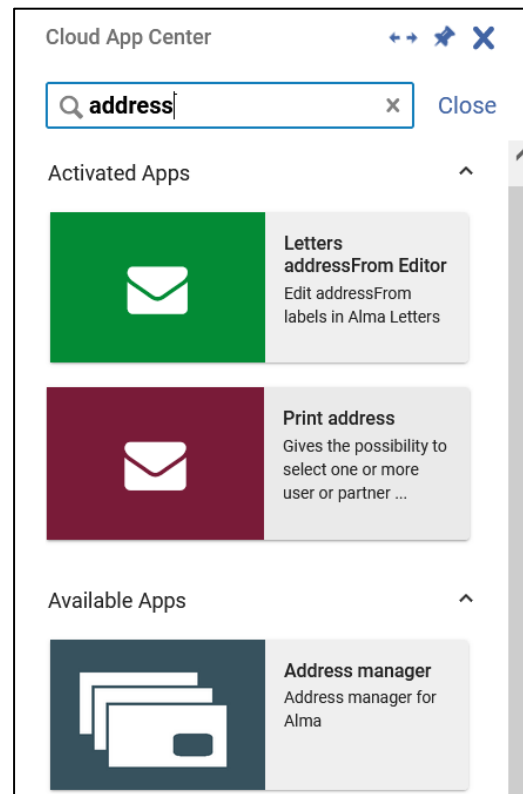 Cloud App Center
address
Close
Activated Apps
Letters
addressFrom Editor
Edit addressFrom
labels in Alma Letters
Print address
Gives the possibility to
select one or more
user or partner ...
Available Apps
Address manager
Address manager for
Alma